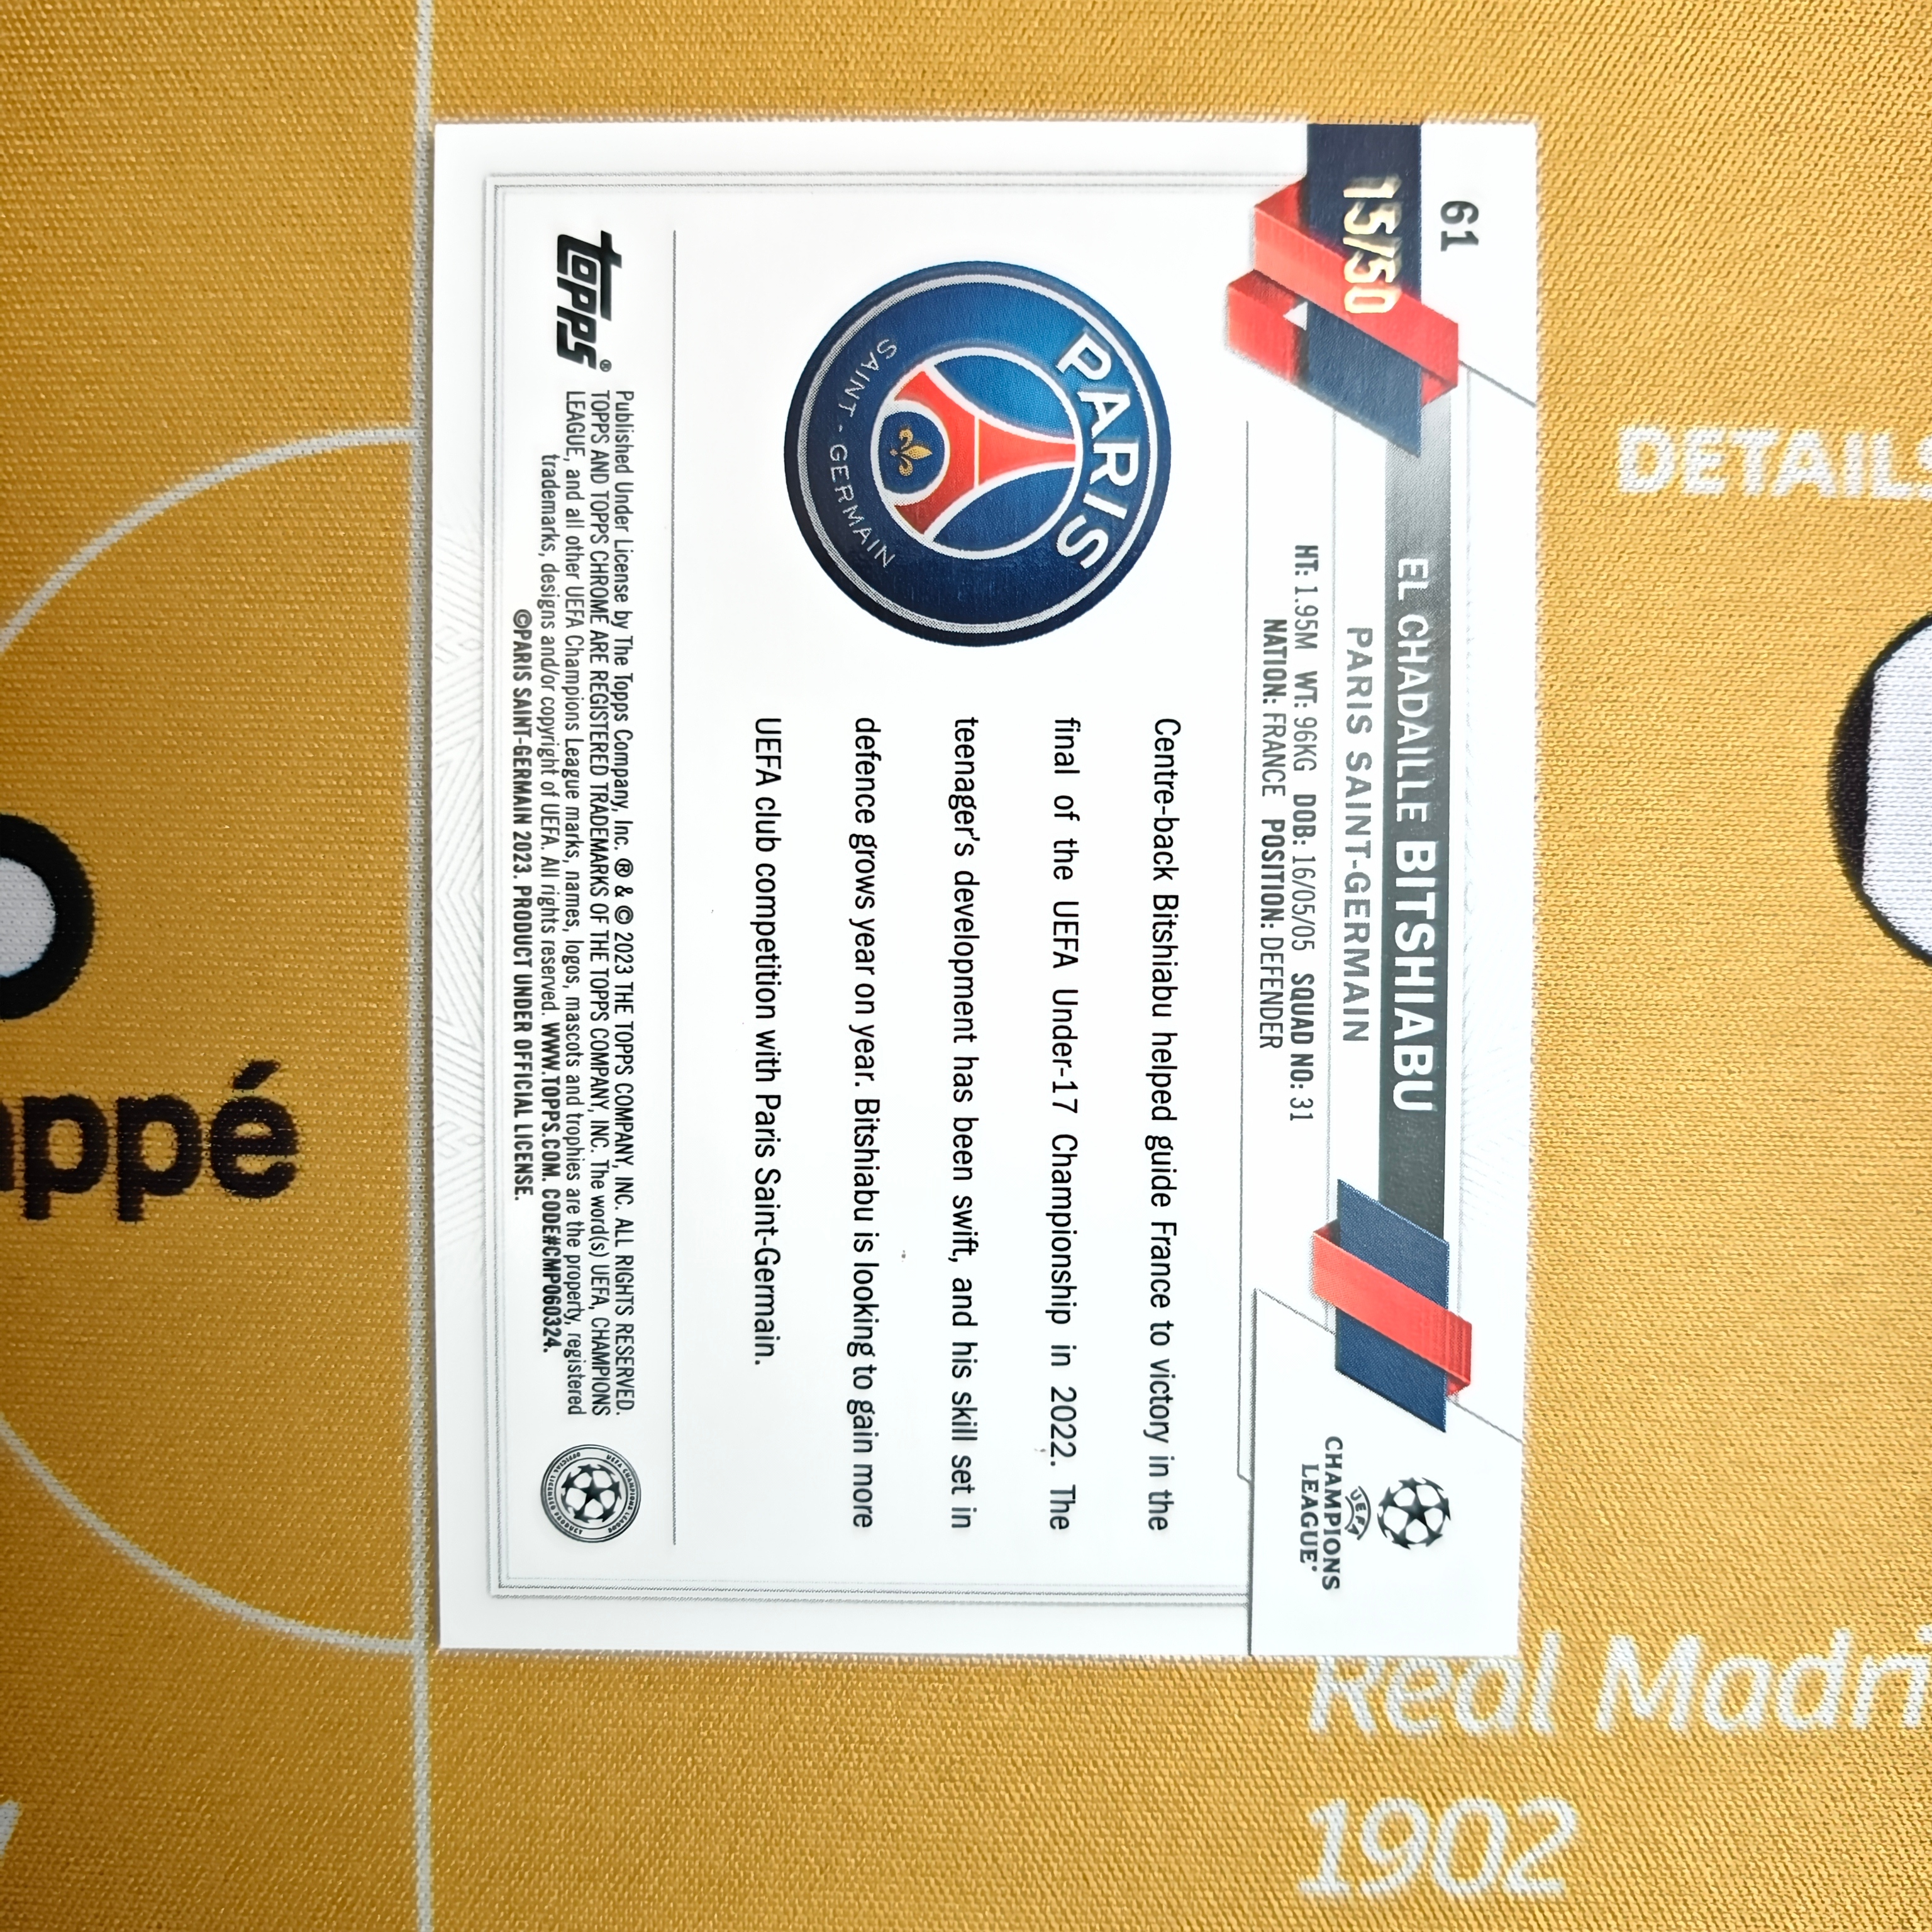 61
15/50
EL CHADAILLE BITSHIABU
PARIS SAINT-GERMAIN
HT: 1.95M WT: 96KG DOB: 16/05/05 SQUAD NO: 31
NATION: FRANCE POSITION: DEFENDER
UEFA
CHAMPIONS
LEAGUE®
PARIS
SAINT-GERMAIN
Centre-back Bitshiabu helped guide France to victory in the
final of the UEFA Under-17 Championship in 2022. The
teenager's development has been swift, and his skill set in
defence grows year on year. Bitshiabu is looking to gain more
UEFA club competition with Paris Saint-Germain.
topps®
Published Under License by The Topps Company, Inc. ® & © 2023 THE TOPPS COMPANY, INC. ALL RIGHTS RESERVED.
TOPPS AND TOPPS CHROME ARE REGISTERED TRADEMARKS OF THE TOPPS COMPANY, INC. The word(s) UEFA, CHAMPIONS
LEAGUE, and all other UEFA Champions League marks, names, logos, mascots and trophies are the property, registered
trademarks, designs and/or copyright of UEFA. All rights reserved. WWW.TOPPS.COM. CODE#CMP060324.
©PARIS SAINT-GERMAIN 2023. PRODUCT UNDER OFFICIAL LICENSE.
UEFA CHAMPIONS LEAGUE
OFFICIAL LICENSED PRODUCT
DETAILS
appé
Real Madri
1902